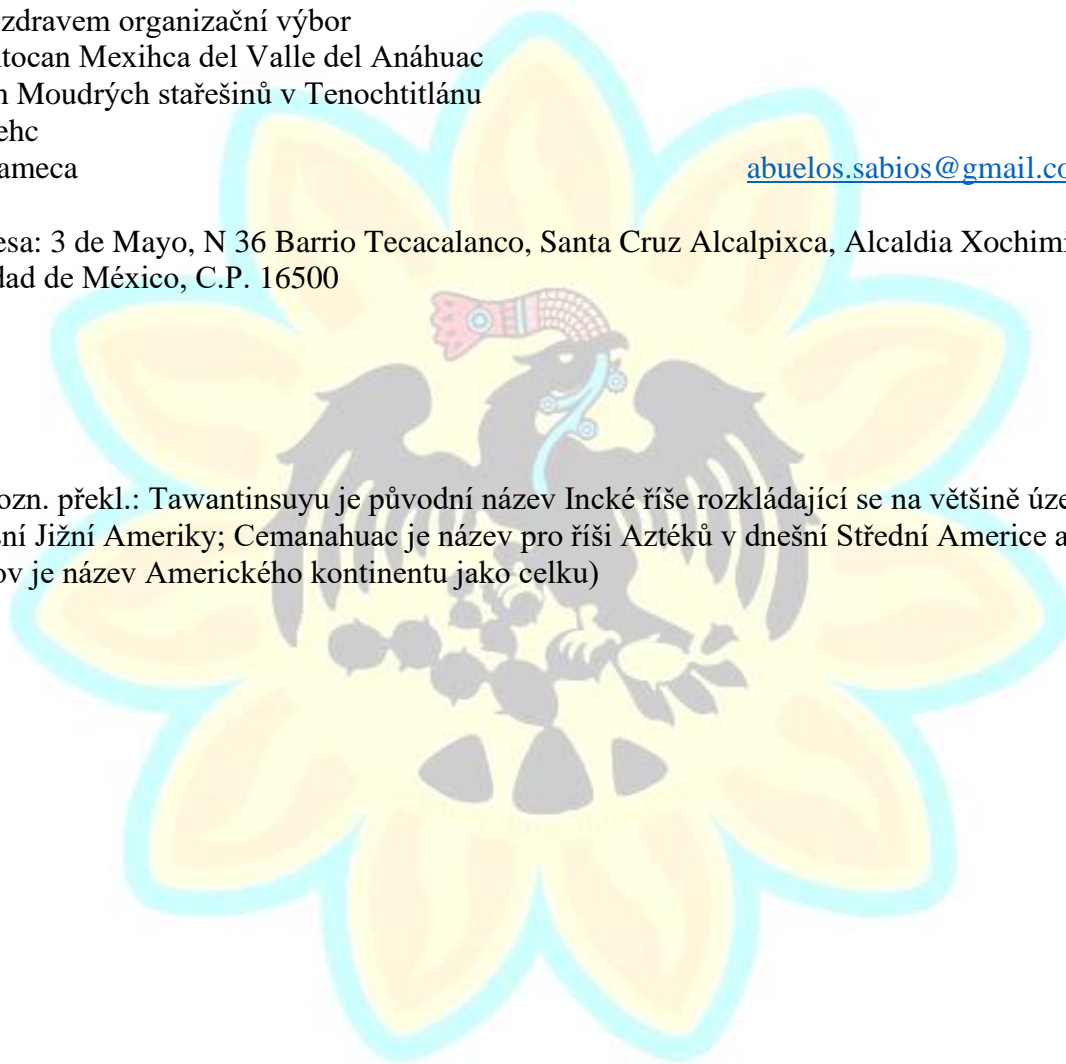 zdravem organizační výbor
tocan Mexihca del Valle del Anáhuac
Moudrých stařešinů v Tenochtitlánu
ehc
ameca abuelos.sabios@gmail.co
esa: 3 de Mayo, N 36 Barrio Tecacalanco, Santa Cruz Alcalpixca, Alcaldia Xochimi
dad de México, C.P. 16500
ozn. překl.: Tawantinsuyu je původní název Incké říše rozkládající se na většině úze
ní Jižní Ameriky; Cemanahuac je název pro říši Aztéků v dnešní Střední Americe a
ov je název Amerického kontinentu jako celku)